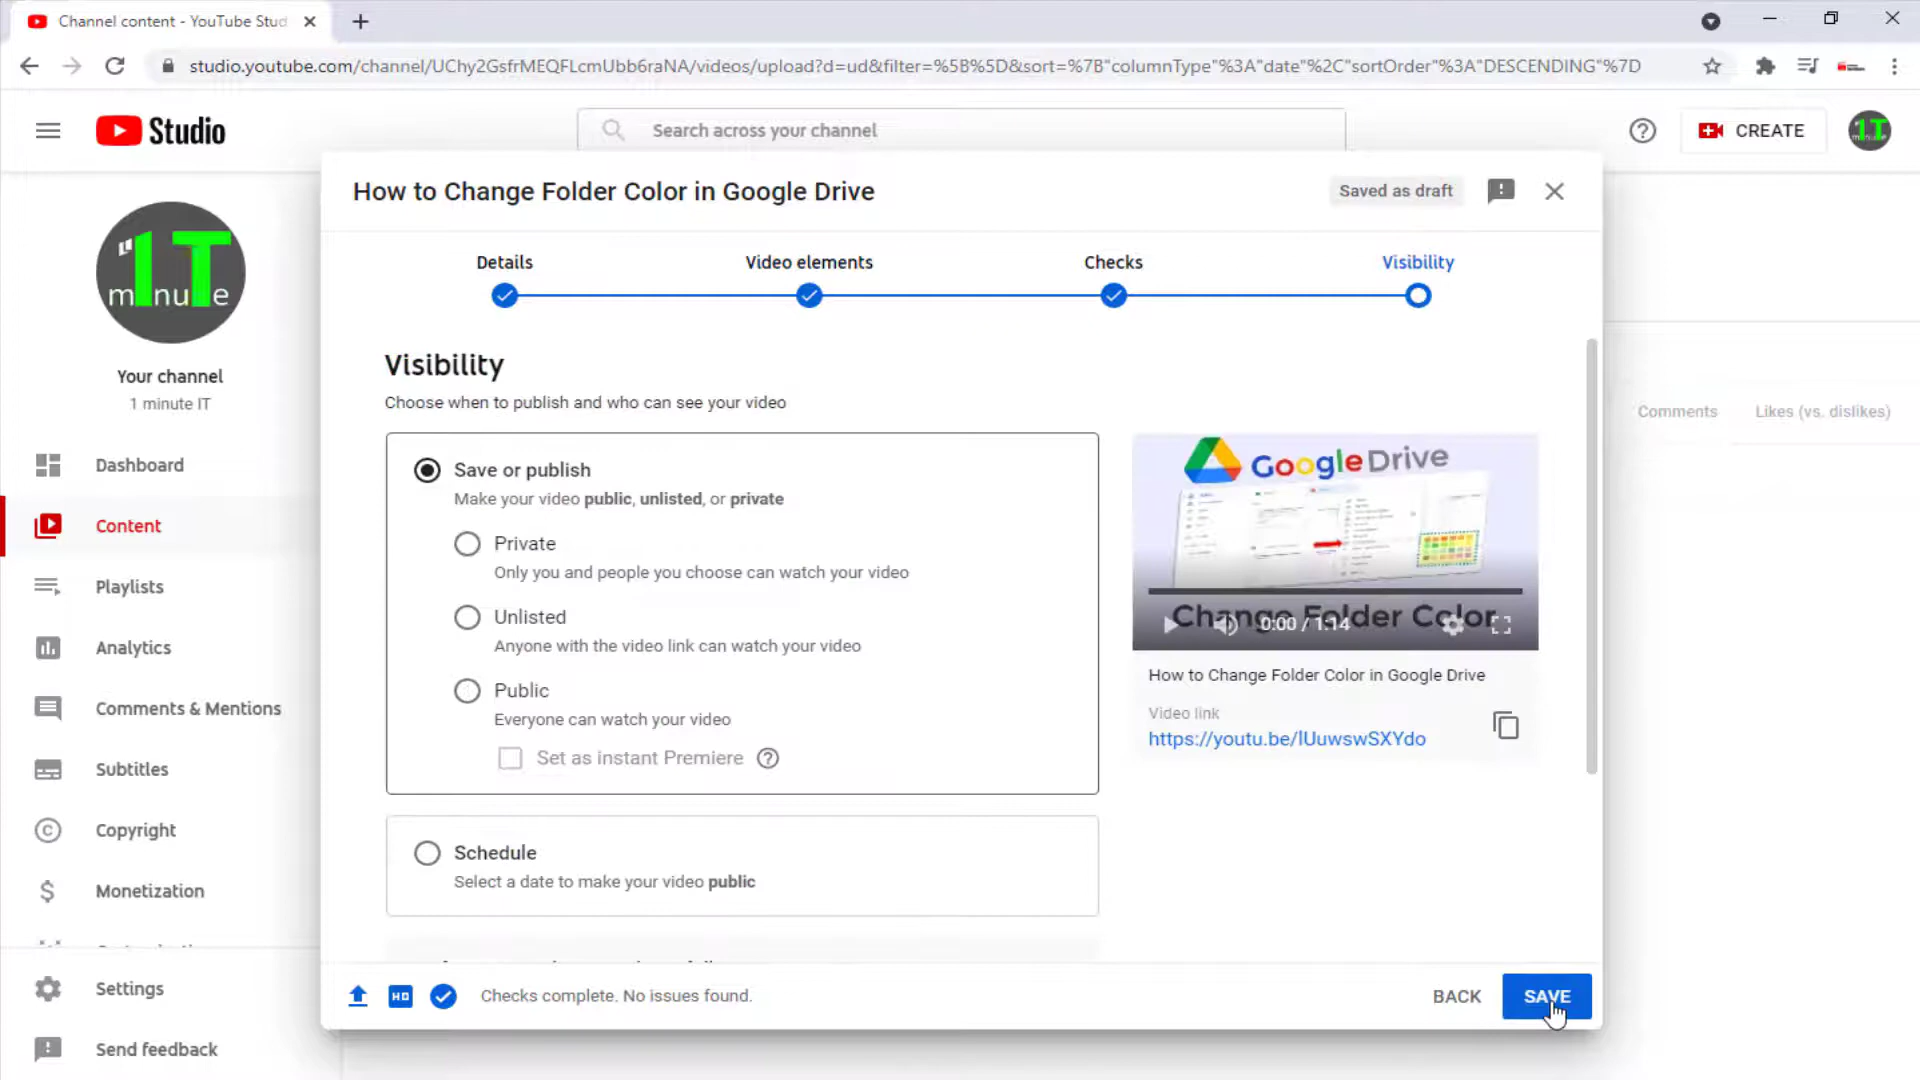 Channel content - YouTube Stud
studio.youtube.com/channel/UChy2GsfrMEQFLcmUbb6raNA/videos/upload?d=ud&filter=%5B%5D&sort=%7B"columnType"%3A"date"%2C"sortOrder"%3A"DESCENDING"%7D
Studio
Search across your channel
CREATE
1T
minute
How to Change Folder Color in Google Drive
Saved as draft
Details
Video elements
Checks
Visibility
1T
minute
Your channel
1 minute IT
Dashboard
Content
Playlists
Analytics
Comments & Mentions
Subtitles
Copyright
Monetization
Settings
Send feedback
Visibility
Choose when to publish and who can see your video
Save or publish
Make your video public, unlisted, or private
Private
Only you and people you choose can watch your video
Unlisted
Anyone with the video link can watch your video
Public
Everyone can watch your video
Set as instant Premiere
Schedule
Select a date to make your video public
Google Drive
Change Folder Color
0:00 / 1:14
How to Change Folder Color in Google Drive
Video link
https://youtu.be/lUuwswSXYdo
Comments
Likes (vs. dislikes)
HD
Checks complete. No issues found.
BACK
SAVE